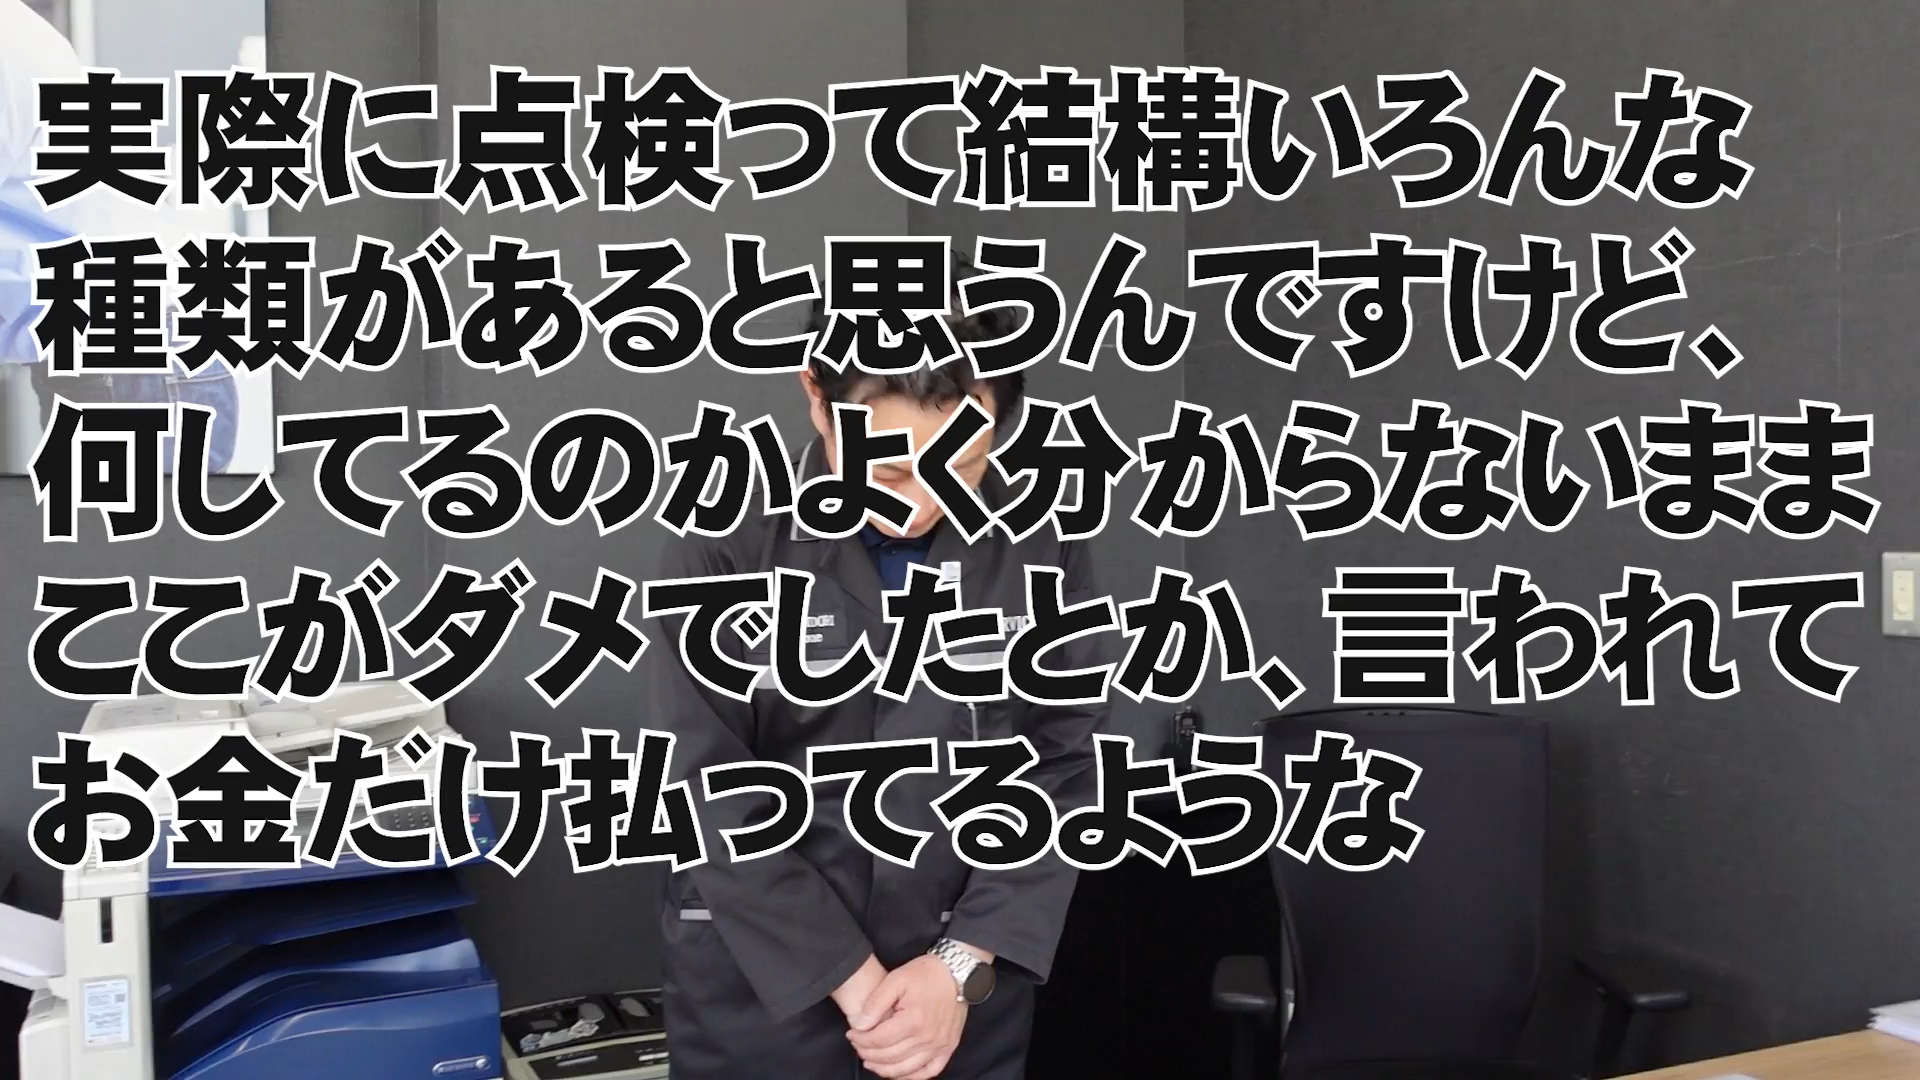 実際に点検って結構いろんな
種類があると思うんですけど、
何してるのかよく分からないまま
ここがダメでしたとか、言われて
お金だけ払ってるような